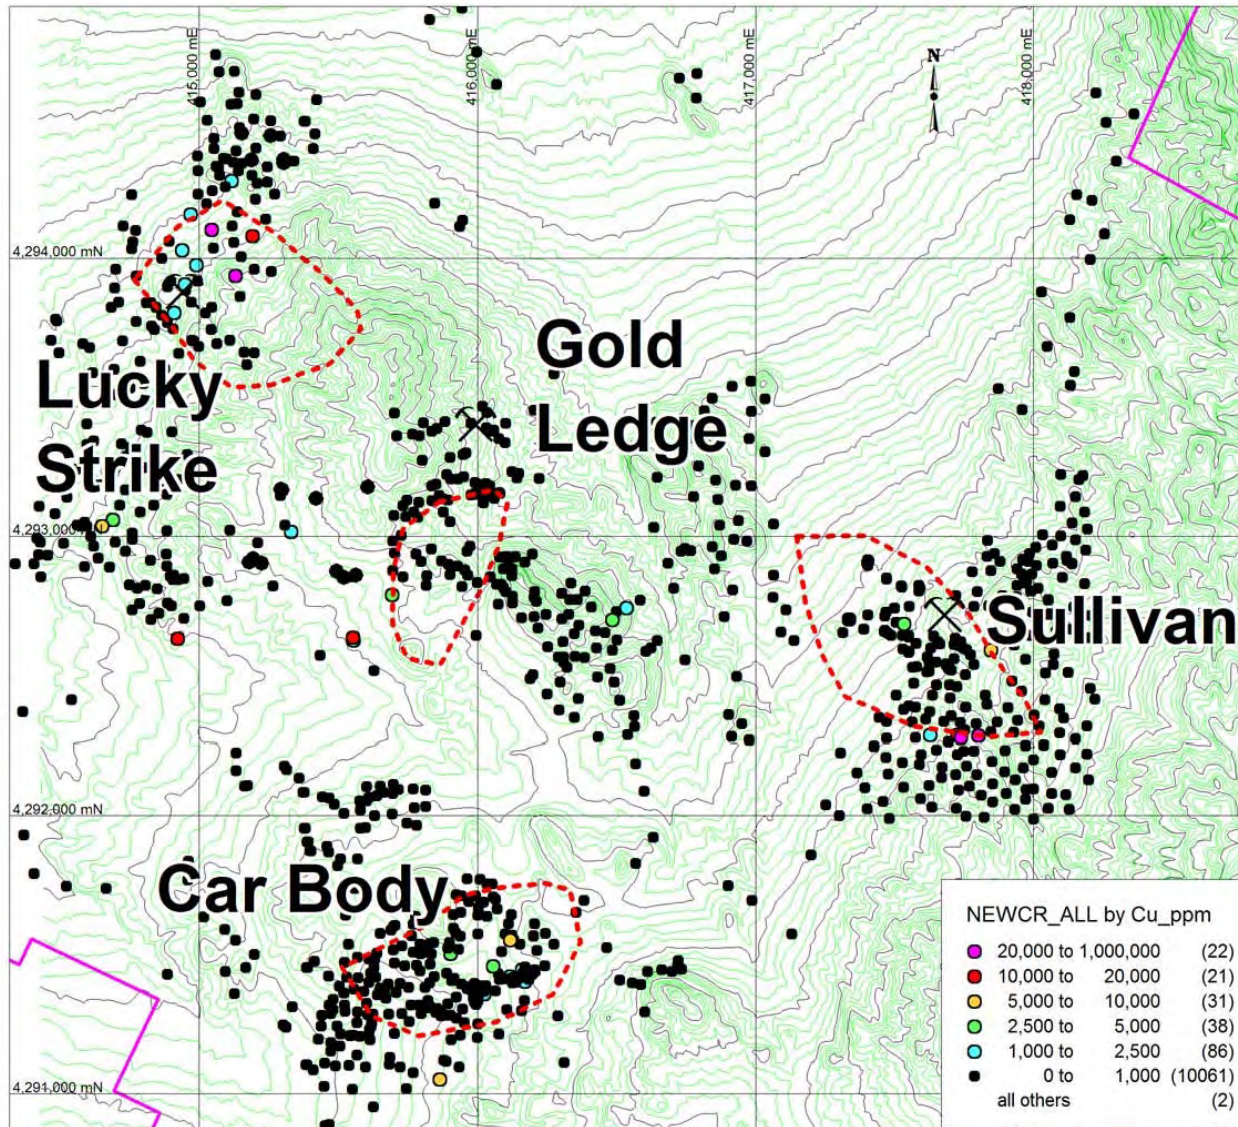 415,000 mE
416,000 mE
417,000 mE
418,000 mE
N
4,294,000 mN
Gold
Ledge
Lucky
Strike
4,293,000 mN
Sullivan
4,292,000 mN
Car Body
4,291,000 mN
NEWCR_ALL by Cu_ppm
20,000 to 1,000,000 (22)
10,000 to 20,000 (21)
5,000 to 10,000 (31)
2,500 to 5,000 (38)
1,000 to 2,500 (86)
0 to 1,000 (10061)
all others (2)